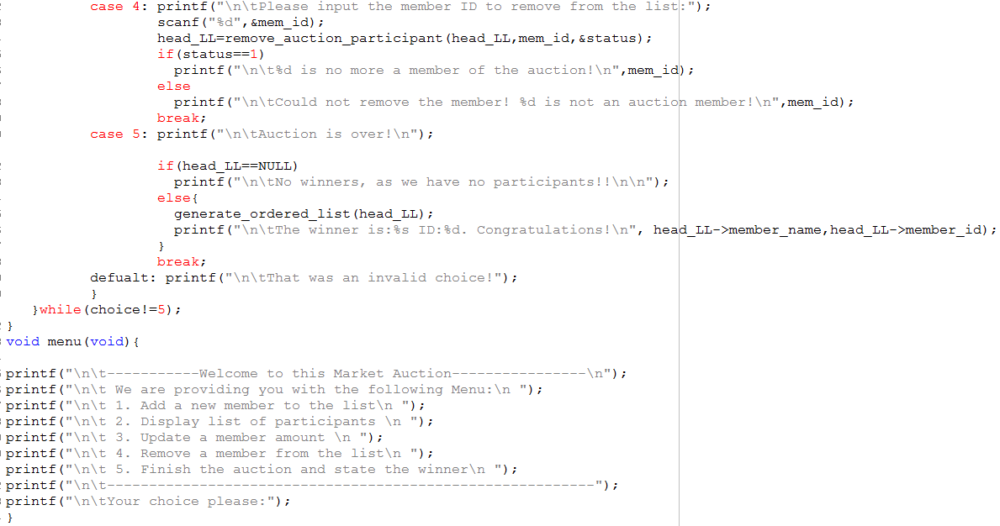 case 4: printf("\n\tPlease input the member ID to remove from the list:");
scanf("%d",&mem_id);
head_LL=remove_auction_participant(head_LL,mem_id,&status);
if(status==1)
printf("\n\t%d is no more a member of the auction!\n",mem_id);
else
printf("\n\tCould not remove the member! %d is not an auction member!\n",mem_id);
break;
case 5: printf("\n\tAuction is over!\n");
if(head_LL==NULL)
printf("\n\tNo winners, as we have no participants!!\n\n");
else{
generate_ordered_list(head_LL);
printf("\n\tThe winner is:%s ID:%d. Congratulations!\n", head_LL->member_name,head_LL->member_id);
}
break;
defualt: printf("\n\tThat was an invalid choice!");
}
}while(choice!=5);
}
void menu(void){
printf("\n\t-----------Welcome to this Market Auction----------------\n");
printf("\n\t We are providing you with the following Menu:\n ");
printf("\n\t 1. Add a new member to the list\n ");
printf("\n\t 2. Display list of participants \n ");
printf("\n\t 3. Update a member amount \n ");
printf("\n\t 4. Remove a member from the list\n ");
printf("\n\t 5. Finish the auction and state the winner\n ");
printf("\n\t----------------------------------------------------------");
printf("\n\tYour choice please:");
}